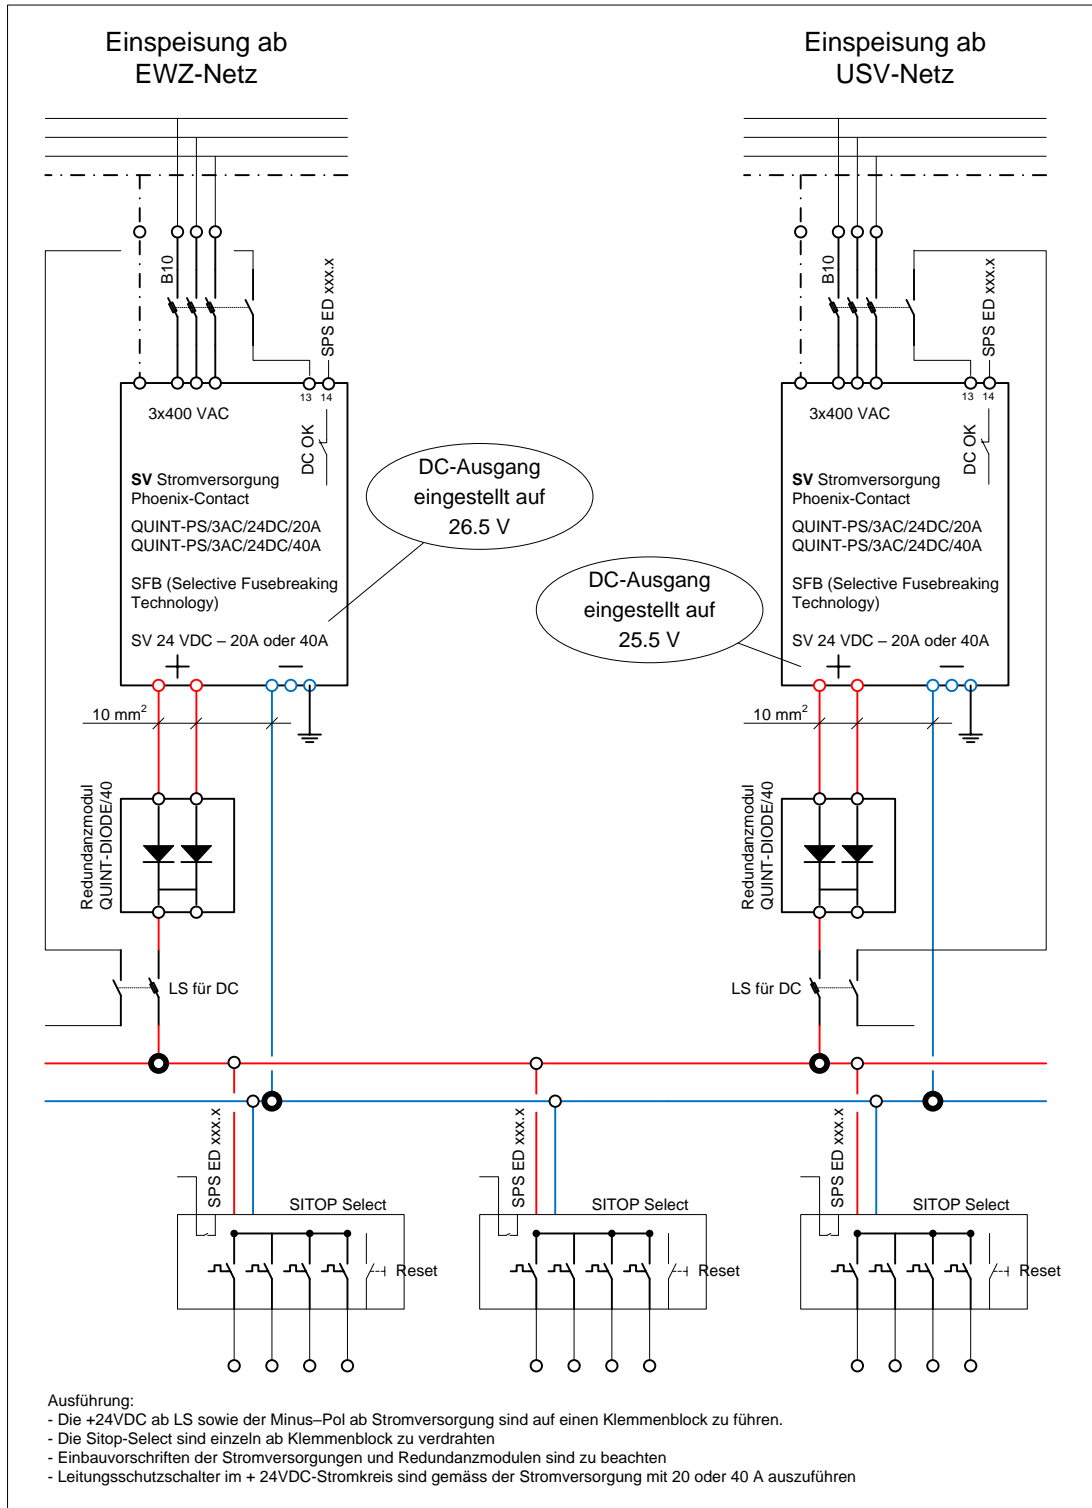 Einspeisung ab
EWZ-Netz
Einspeisung ab
USV-Netz
B10
SPS ED xxx.x
13 14
3x400 VAC
DC OK
SV Stromversorgung
Phoenix-Contact
QUINT-PS/3AC/24DC/20A
QUINT-PS/3AC/24DC/40A
SFB (Selective Fusebreaking
Technology)
SV 24 VDC – 20A oder 40A
+ –
DC-Ausgang
eingestellt auf
26.5 V
B10
SPS ED xxx.x
13 14
3x400 VAC
DC OK
SV Stromversorgung
Phoenix-Contact
QUINT-PS/3AC/24DC/20A
QUINT-PS/3AC/24DC/40A
SFB (Selective Fusebreaking
Technology)
SV 24 VDC – 20A oder 40A
+ –
DC-Ausgang
eingestellt auf
25.5 V
10 mm²
10 mm²
Redundanzmodul
QUINT-DIODE/40
Redundanzmodul
QUINT-DIODE/40
LS für DC
LS für DC
SPS ED xxx.x
SITOP Select
Reset
SPS ED xxx.x
SITOP Select
Reset
SPS ED xxx.x
SITOP Select
Reset
Ausführung:
- Die +24VDC ab LS sowie der Minus–Pol ab Stromversorgung sind auf einen Klemmenblock zu führen.
- Die Sitop-Select sind einzeln ab Klemmenblock zu verdrahten
- Einbauvorschriften der Stromversorgungen und Redundanzmodulen sind zu beachten
- Leitungsschutzschalter im + 24VDC-Stromkreis sind gemäss der Stromversorgung mit 20 oder 40 A auszuführen